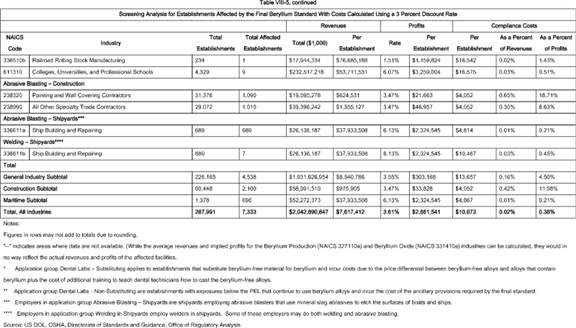 Table VIII-5, continued
Screening Analysis for Establishments Affected by the Final Beryllium Standard With Costs Calculated Using a 3 Percent Discount Rate
Revenues Profits Compliance Costs
NAICS Code Industry Total Establishments Total Affected Establishments Total ($1,000) Per Establishment Rate Per Establishment Per Establishment As a Percent of Revenues As a Percent of Profits
336510b Railroad Rolling Stock Manufacturing 234 1 $17,944,334 $76,685,188 1.51% $1,159,824 $16,542 0.02% 1.43%
611310 Colleges, Universities, and Professional Schools 4,329 9 $232,517,218 $53,711,531 6.07% $3,259,004 $16,575 0.03% 0.51%
Abrasive Blasting – Construction
238320 Painting and Wall Covering Contractors 31,376 1,090 $19,595,278 $624,531 3.47% $21,663 $4,052 0.65% 18.71%
238990 All Other Specialty Trade Contractors 29,072 1,010 $39,396,242 $1,355,127 3.47% $46,957 $4,052 0.30% 8.63%
Abrasive Blasting – Shipyards***
336611a Ship Building and Repairing 689 689 $26,136,187 $37,933,508 6.13% $2,324,545 $4,814 0.01% 0.21%
Welding – Shipyards****
336611b Ship Building and Repairing 689 7 $26,136,187 $37,933,508 6.13% $2,324,545 $10,467 0.03% 0.45%
Total
General Industry Subtotal 226,165 4,538 $1,931,626,954 $8,540,786 3.55% $303,168 $13,657 0.16% 4.50%
Construction Subtotal 60,448 2,100 $58,991,519 $975,905 3.47% $33,828 $4,052 0.42% 11.98%
Maritime Subtotal 1,378 696 $52,272,373 $37,933,508 6.13% $2,324,545 $4,867 0.01% 0.21%
Total, All Industries 287,991 7,333 $2,042,890,847 $7,617,412 3.61% $2,861,541 $10,073 0.02% 0.38%
Notes:
Figures in rows may not add to totals due to rounding.
"–" indicates areas where data are not available. (While the average revenues and implied profits for the Beryllium Production (NAICS 327110a) and Beryllium Oxide (NAICS 331410a) industries can be calculated, they would in
no way reflect the actual revenues and profits of the affected facilities.
* Application group Dental Labs – Substituting applies to establishments that substitute beryllium-free material for beryllium and incur costs due to the price differential between beryllium-free alloys and alloys that contain
beryllium plus the cost of additional training to teach dental technicians how to cast the beryllium-free alloys.
** Application group Dental Labs - Non-Substituting are establishments with exposures below the PEL that continue to use beryllium alloys and incur the cost of the ancillary provisions required by the final standard.
*** Employers in application group Abrasive Blasting – Shipyards are shipyards employing abrasive blasters that use mineral slag abrasives to etch the surfaces of boats and ships.
**** Employers in application group Welding in Shipyards employ welders in shipyards. Some of these employers may do both welding and abrasive blasting.
Source: US DOL, OSHA, Directorate of Standards and Guidance, Office of Regulatory Analysis